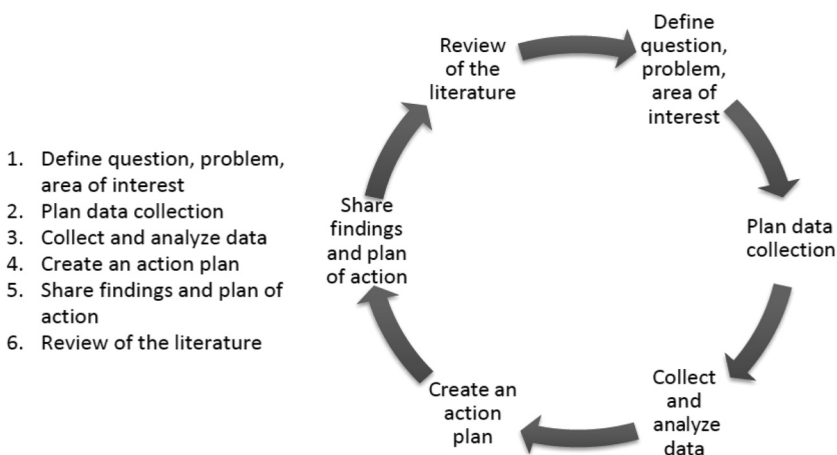 1. Define question, problem,
area of interest
2. Plan data collection
3. Collect and analyze data
4. Create an action plan
5. Share findings and plan of
action
6. Review of the literature
Define
question,
problem,
area of
interest
Plan data
collection
Collect
and
analyze
data
Create an
action
plan
Share
findings
and plan
of action
Review
of the
literature